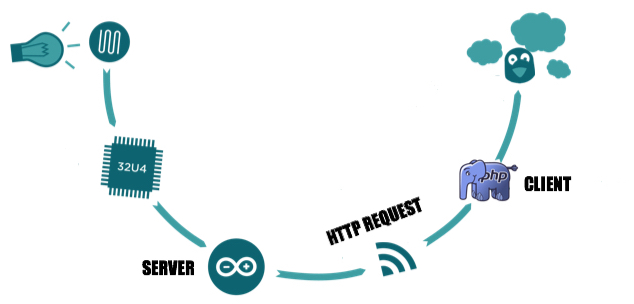 32U4
SERVER
HTTP REQUEST
php
CLIENT